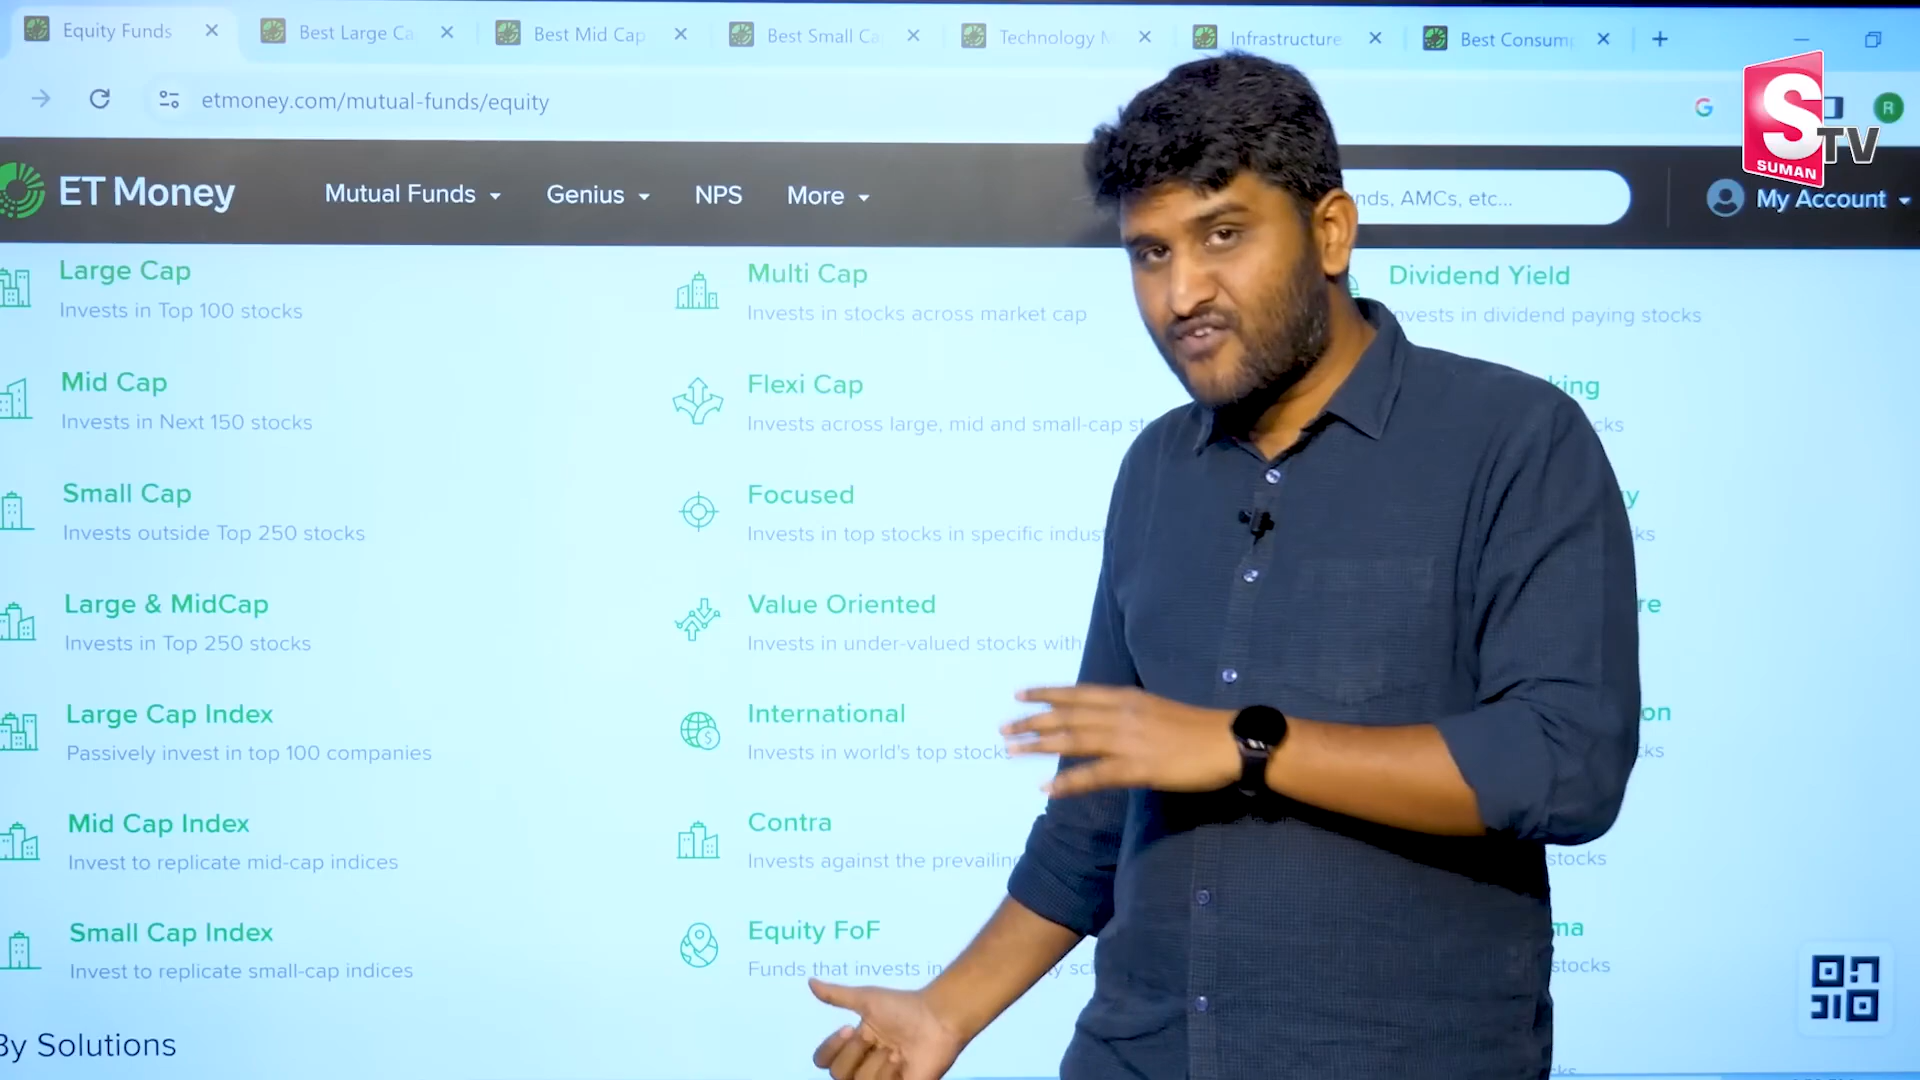 Equity Funds
Best Large Ca
Best Mid Cap
Best Small Ca
Technology M
Infrastructure
Best Consum
etmoney.com/mutual-funds/equity
G
R
S TV
SUMAN
ET Money
Mutual Funds
Genius
NPS
More
nds, AMCs, etc...
My Account
Large Cap
Invests in Top 100 stocks
Mid Cap
Invests in Next 150 stocks
Small Cap
Invests outside Top 250 stocks
Large & MidCap
Invests in Top 250 stocks
Large Cap Index
Passively invest in top 100 companies
Mid Cap Index
Invest to replicate mid-cap indices
Small Cap Index
Invest to replicate small-cap indices
By Solutions
Multi Cap
Invests in stocks across market cap
Flexi Cap
Invests across large, mid and small-cap st
Focused
Invests in top stocks in specific indus
Value Oriented
Invests in under-valued stocks with
International
Invests in world's top stocks
Contra
Invests against the prevailing
Equity FoF
Funds that invests in
Dividend Yield
Invests in dividend paying stocks
king
cks
y
ks
re
on
ks
stocks
ma
stocks